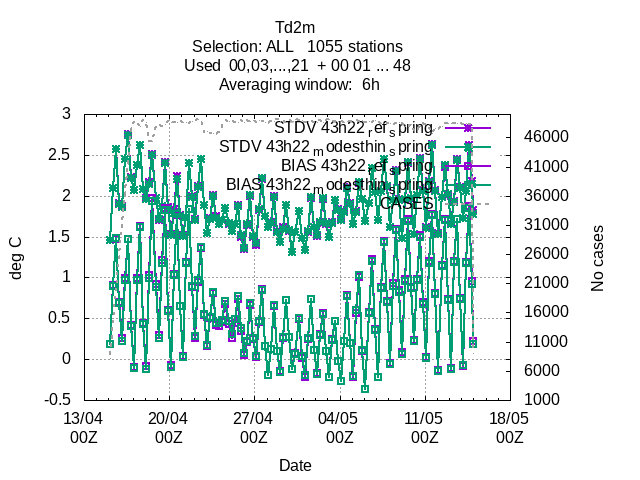 Td2m
Selection: ALL   1055 stations
Used  00,03,...,21  + 00 01 ... 48
Averaging window:  6h
STDV 43h22_ref_spring
STDV 43h22_modesthin_spring
BIAS 43h22_ref_spring
BIAS 43h22_modesthin_spring
CASES
3
2.5
2
1.5
1
0.5
0
-0.5
deg C
46000
41000
36000
31000
26000
21000
16000
11000
6000
1000
No cases
13/04 20/04 27/04 04/05 11/05 18/05
00Z 00Z 00Z 00Z 00Z 00Z
Date